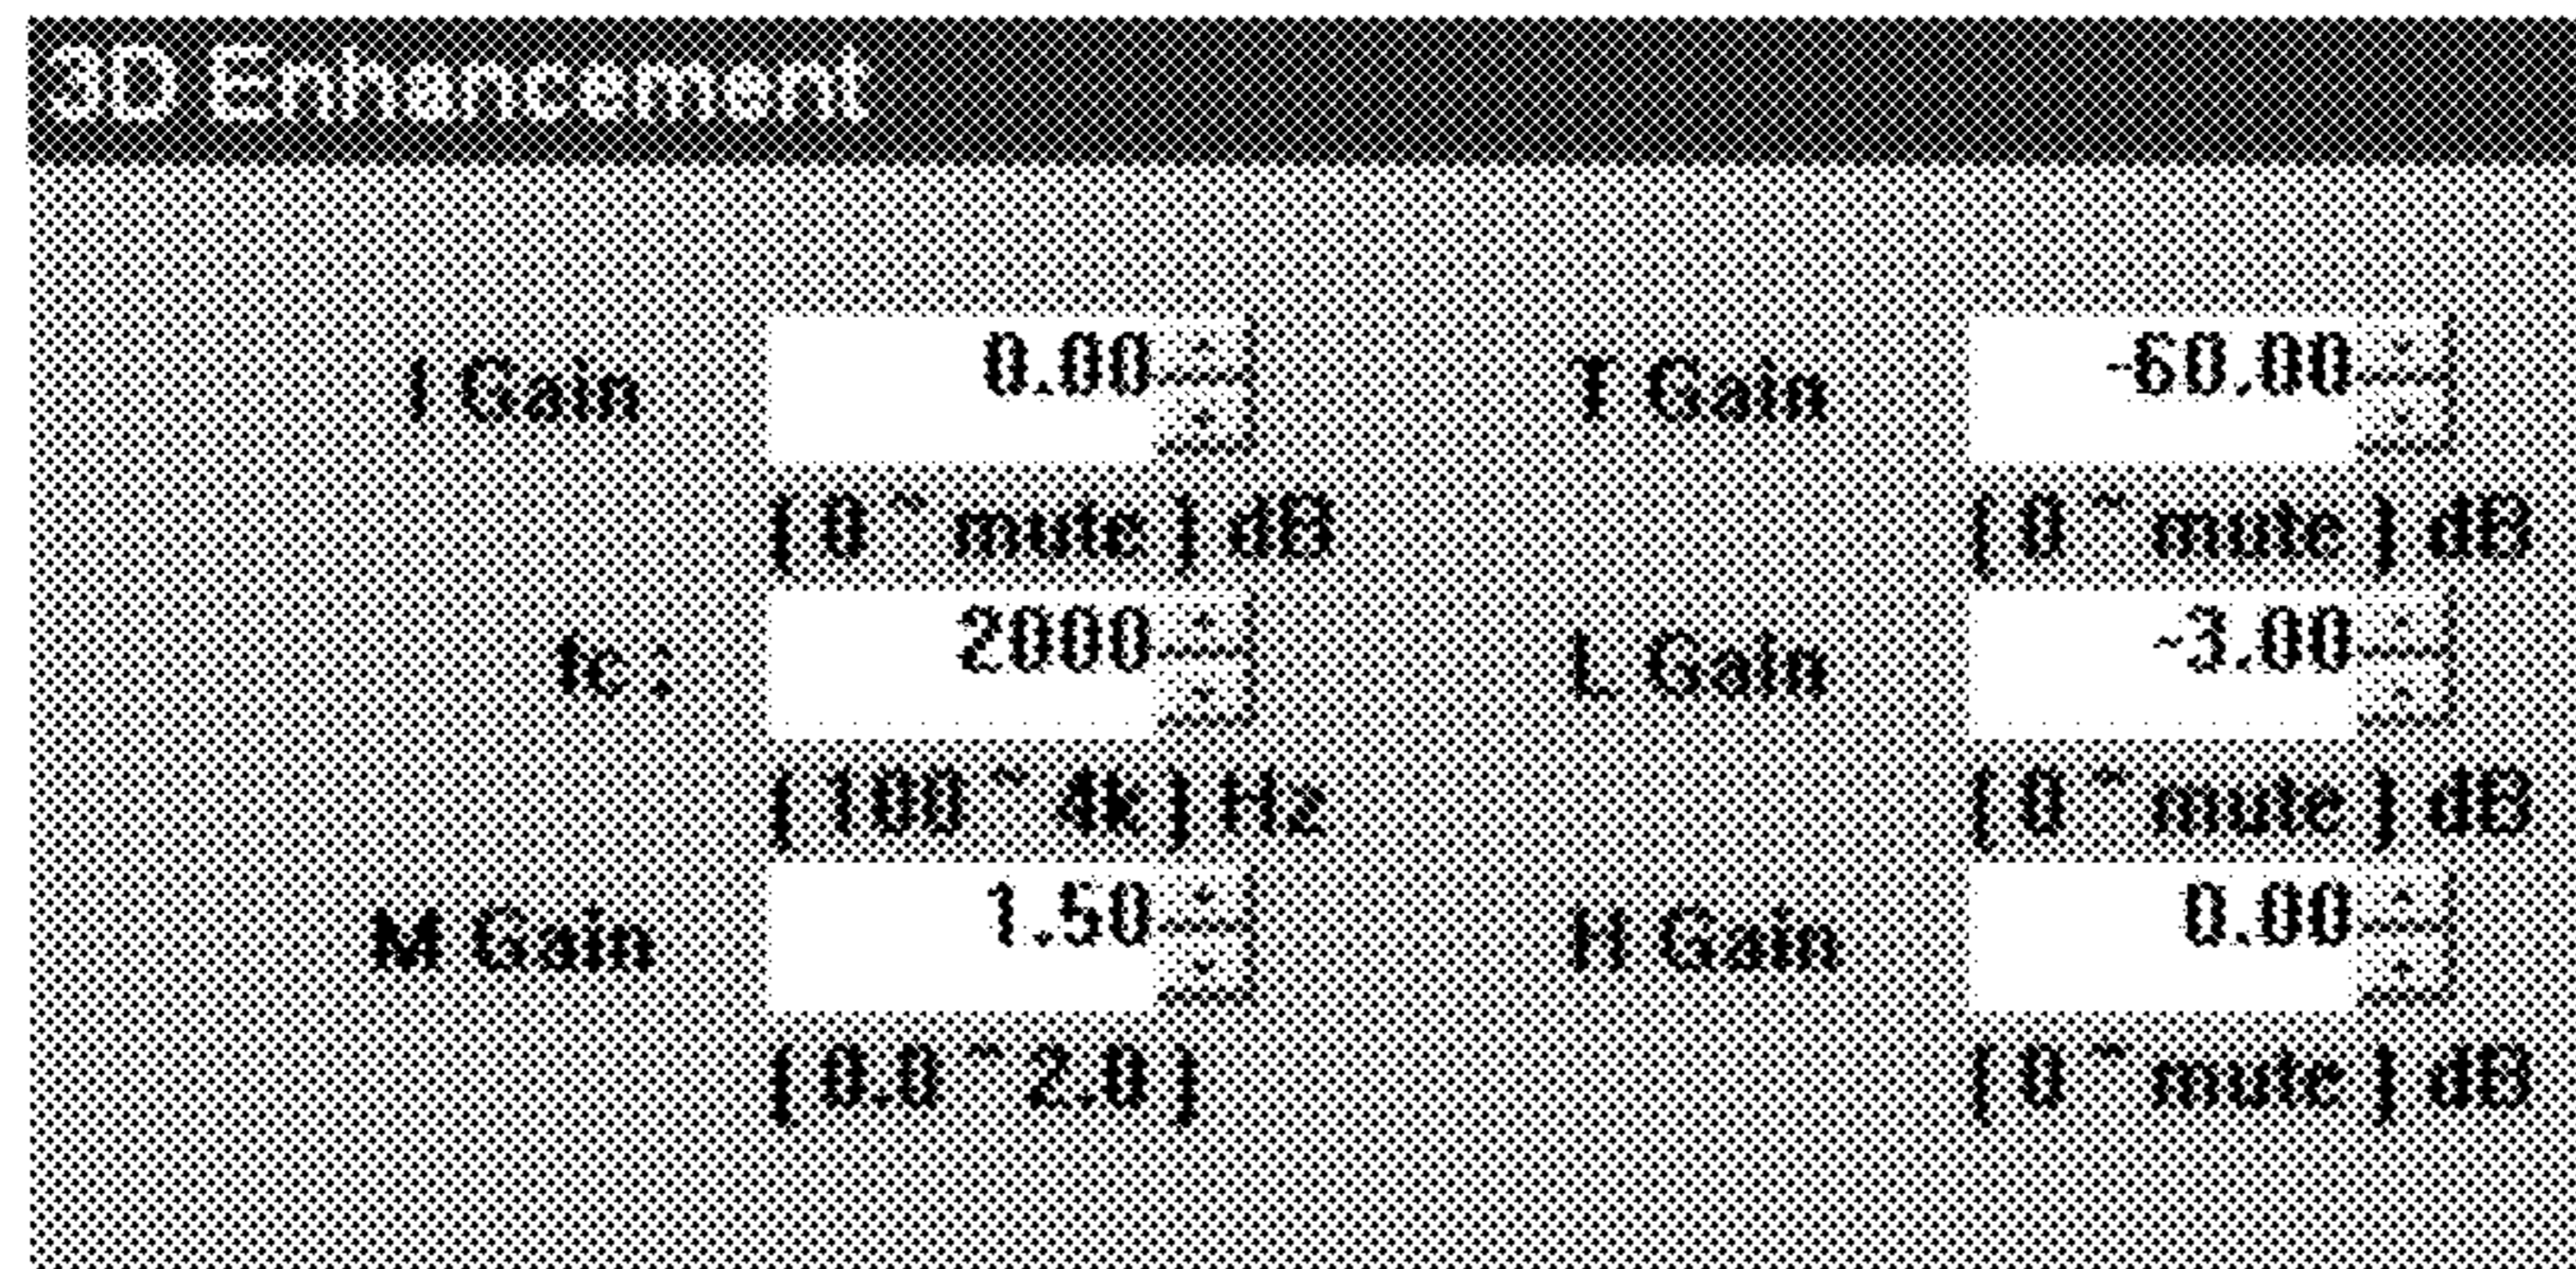 3D Enhancement
I Gain 0.00 T Gain -60.00
[ 0 ~ mute ] dB [ 0 ~ mute ] dB
fc : 2000 L Gain -3.00
[ 100 ~ 4k ] Hz [ 0 ~ mute ] dB
M Gain 1.50 H Gain 0.00
[ 0.0 ~ 2.0 ] [ 0 ~ mute ] dB